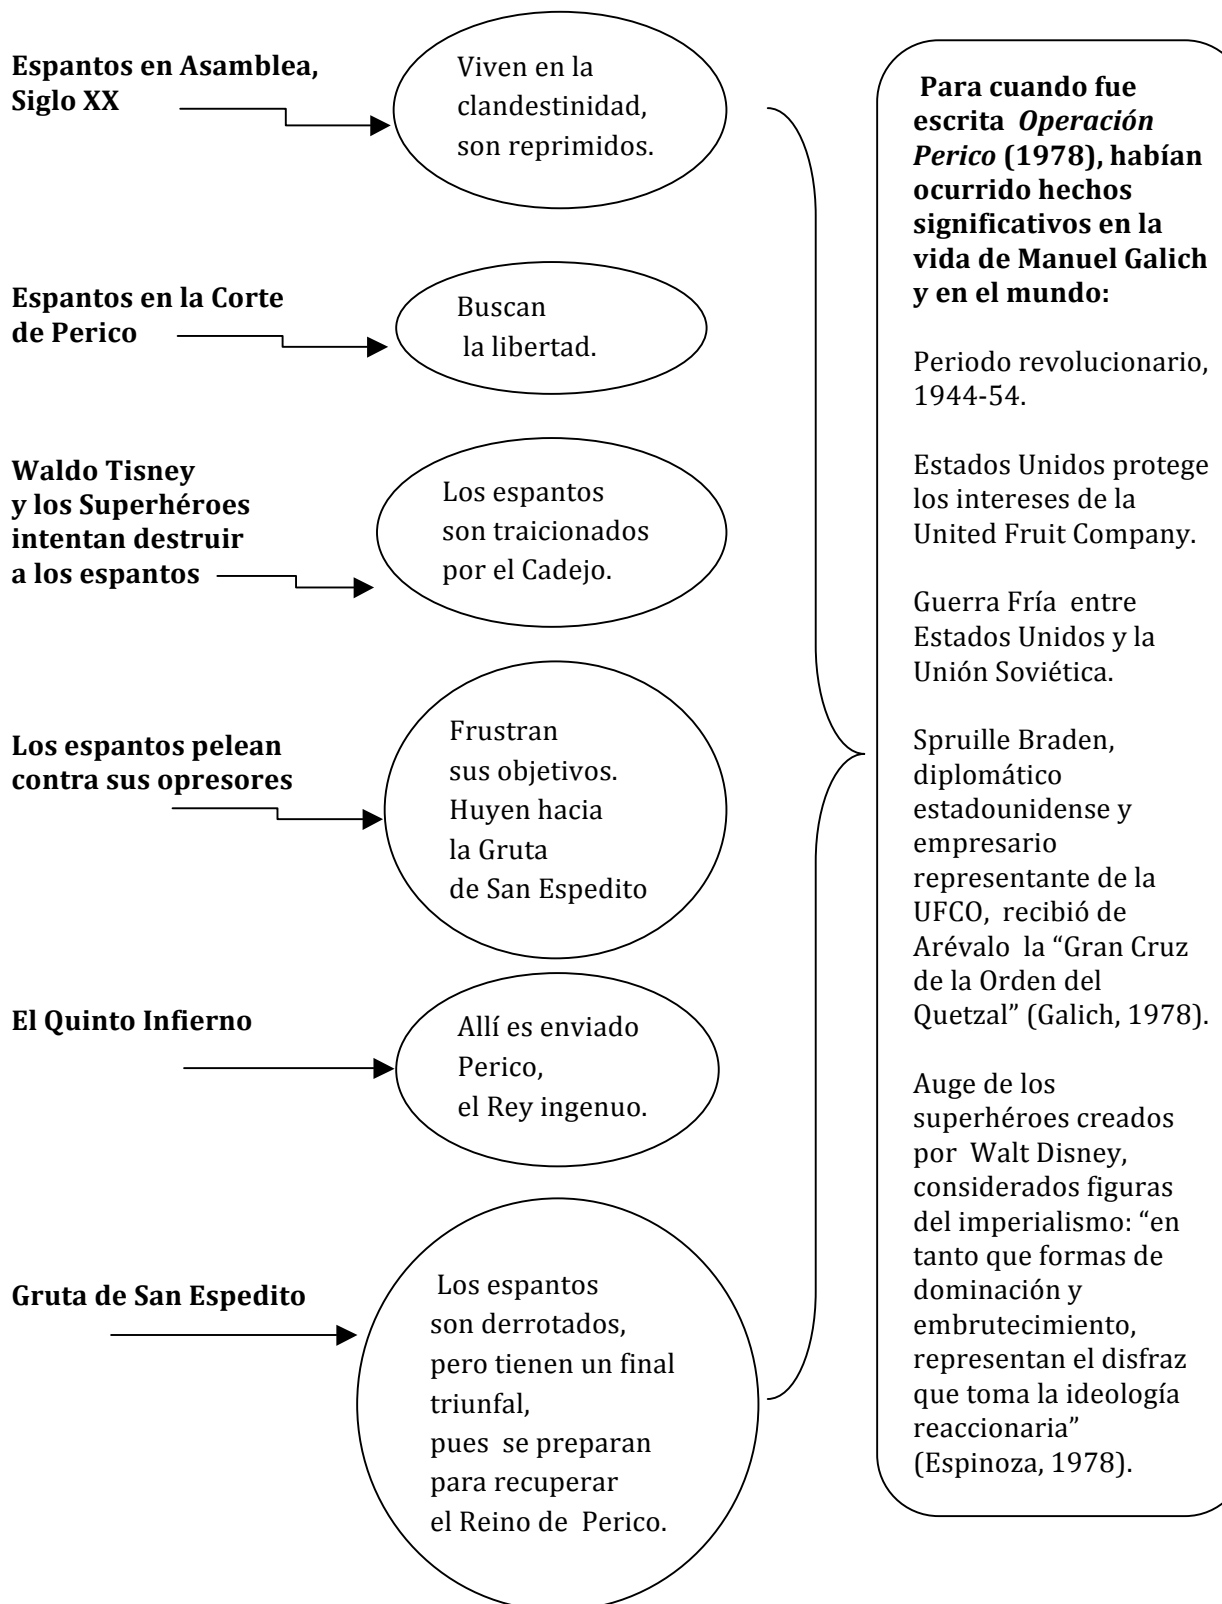 Espantos en Asamblea,
Siglo XX
Viven en la
clandestinidad,
son reprimidos.
Espantos en la Corte
de Perico
Buscan
la libertad.
Waldo Tisney
y los Superhéroes
intentan destruir
a los espantos
Los espantos
son traicionados
por el Cadejo.
Los espantos pelean
contra sus opresores
Frustran
sus objetivos.
Huyen hacia
la Gruta
de San Espedito
El Quinto Infierno
Allí es enviado
Perico,
el Rey ingenuo.
Gruta de San Espedito
Los espantos
son derrotados,
pero tienen un final
triunfal,
pues se preparan
para recuperar
el Reino de Perico.
Para cuando fue
escrita Operación
Perico (1978), habían
ocurrido hechos
significativos en la
vida de Manuel Galich
y en el mundo:
Periodo revolucionario,
1944-54.
Estados Unidos protege
los intereses de la
United Fruit Company.
Guerra Fría entre
Estados Unidos y la
Unión Soviética.
Spruille Braden,
diplomático
estadounidense y
empresario
representante de la
UFCO, recibió de
Arévalo la “Gran Cruz
de la Orden del
Quetzal” (Galich, 1978).
Auge de los
superhéroes creados
por Walt Disney,
considerados figuras
del imperialismo: “en
tanto que formas de
dominación y
embrutecimiento,
representan el disfraz
que toma la ideología
reaccionaria”
(Espinoza, 1978).